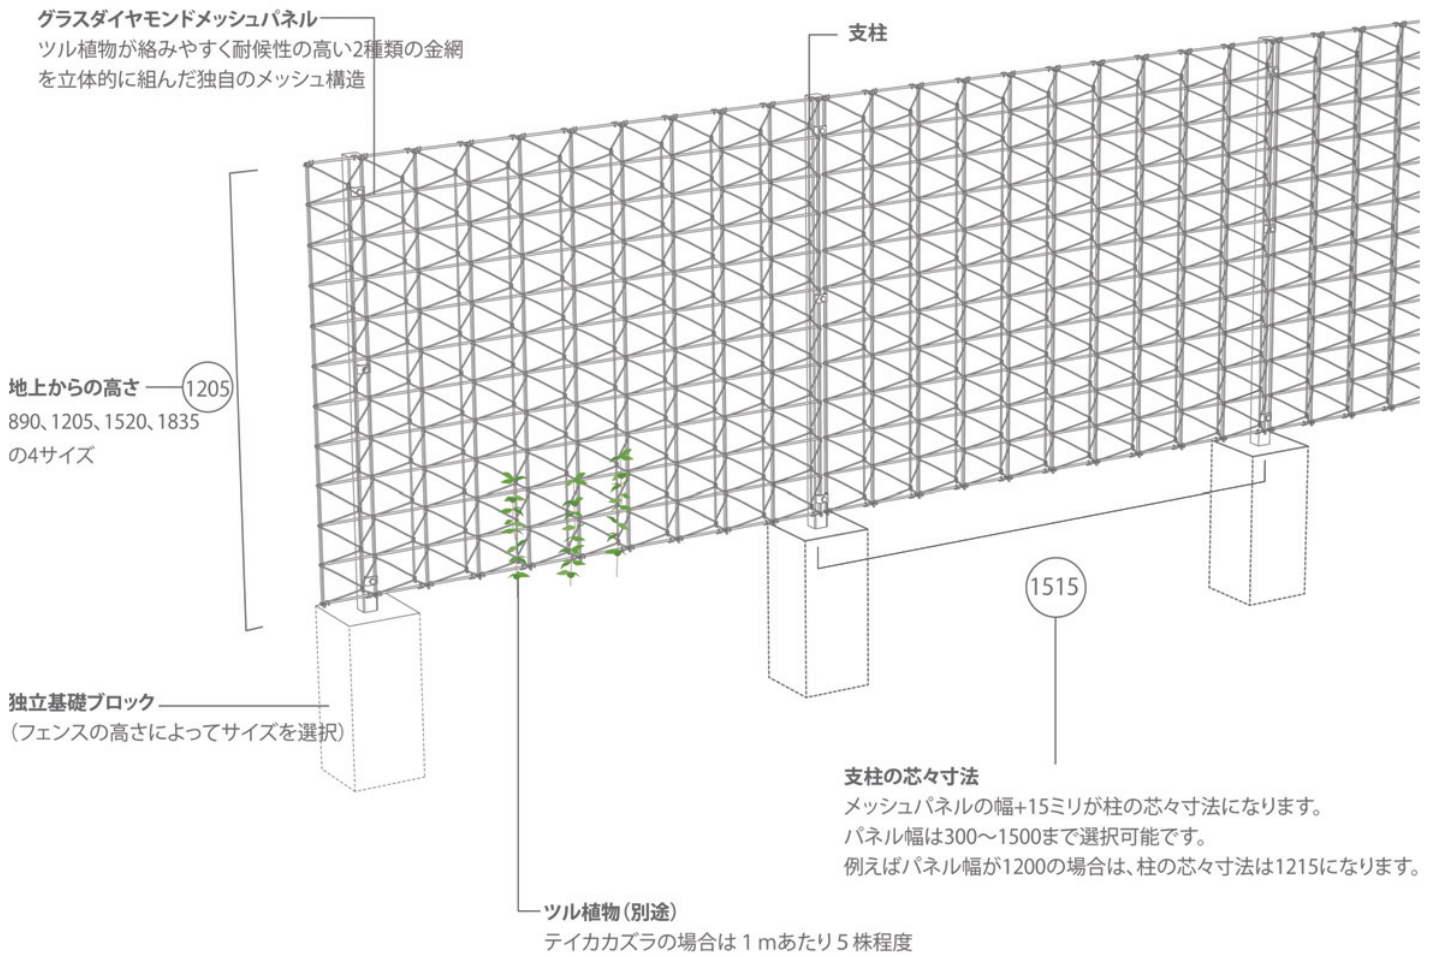 グラスダイヤモンドメッシュパネル
ツル植物が絡みやすく耐候性の高い2種類の金網
を立体的に組んだ独自のメッシュ構造
支柱
地上からの高さ
1205
890、1205、1520、1835
の4サイズ
独立基礎ブロック
(フェンスの高さによってサイズを選択)
1515
支柱の芯々寸法
メッシュパネルの幅+15ミリが柱の芯々寸法になります。
パネル幅は300〜1500まで選択可能です。
例えばパネル幅が1200の場合は、柱の芯々寸法は1215になります。
ツル植物(別途)
テイカカズラの場合は 1 mあたり 5 株程度